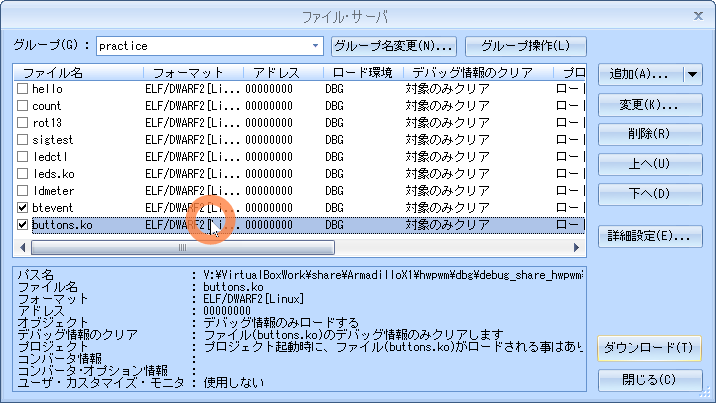 ファイル・サーバ
グループ(G) : practice グループ名変更(N)... グループ操作(L)
ファイル名 フォーマット アドレス ロード環境 デバッグ情報のクリア プロ
hello ELF/DWARF2[Li... 00000000 DBG 対象のみクリア ロード
count ELF/DWARF2[Li... 00000000 DBG 対象のみクリア ロード
rot13 ELF/DWARF2[Li... 00000000 DBG 対象のみクリア ロード
sigtest ELF/DWARF2[Li... 00000000 DBG 対象のみクリア ロード
ledctl ELF/DWARF2[Li... 00000000 DBG 対象のみクリア ロード
leds.ko ELF/DWARF2[Li... 00000000 DBG 対象のみクリア ロード
ldmeter ELF/DWARF2[Li... 00000000 DBG 対象のみクリア ロード
btevent ELF/DWARF2[Li... 00000000 DBG 対象のみクリア ロード
buttons.ko ELF/DWARF2[Li... 00000000 DBG 対象のみクリア ロード
追加(A)...
変更(K)...
削除(R)
上へ(U)
下へ(D)
詳細設定(E)...
パス名 : V:¥VirtualBoxWork¥share¥ArmadilloX1¥hwpwm¥dbg¥debug_share_hwpwm
ファイル名 : buttons.ko
フォーマット : ELF/DWARF2[Linux]
アドレス : 00000000
オブジェクト : デバッグ情報のみロードする
デバッグ情報のクリア : ファイル(buttons.ko)のデバッグ情報のみクリアします
プロジェクト : プロジェクト起動時に、ファイル(buttons.ko)がロードされる事はあり
コンバータ情報 :
コンバータ・オプション情報 :
ユーザ・カスタマイズ・モニタ : 使用しない
ダウンロード(T)
閉じる(C)